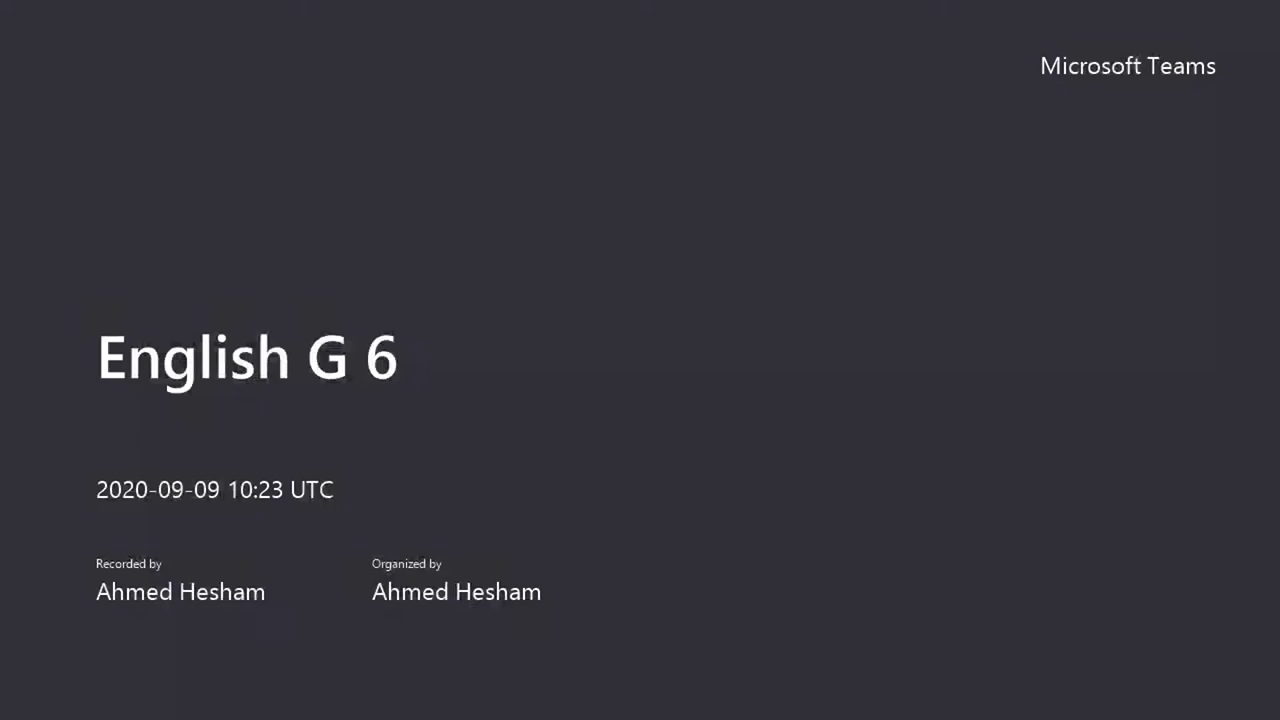 Microsoft Teams
English G 6
2020-09-09 10:23 UTC
Recorded by
Ahmed Hesham
Organized by
Ahmed Hesham